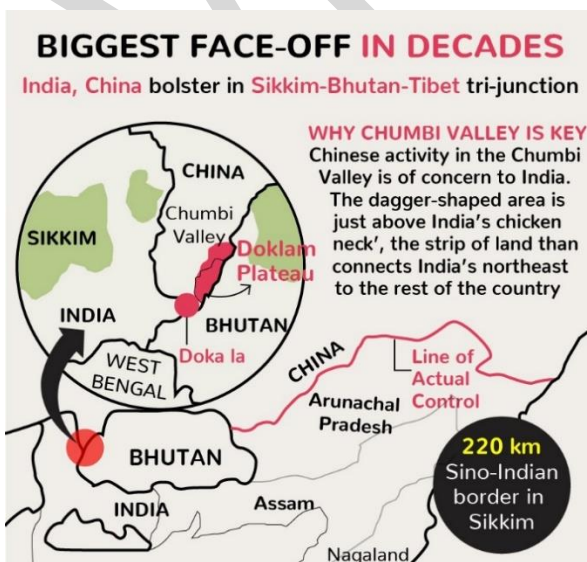 BIGGEST FACE-OFF IN DECADES
India, China bolster in Sikkim-Bhutan-Tibet tri-junction
WHY CHUMBI VALLEY IS KEY
Chinese activity in the Chumbi
Valley is of concern to India.
The dagger-shaped area is
just above India's chicken
neck', the strip of land than
connects India's northeast
to the rest of the country
CHINA
Chumbi
Valley
SIKKIM
Doklam
Plateau
INDIA
BHUTAN
Doka la
WEST
BENGAL
CHINA
Line of
Actual
Control
Arunachal
Pradesh
BHUTAN
220 km
Sino-Indian
border in
Sikkim
INDIA
Assam
Nagaland